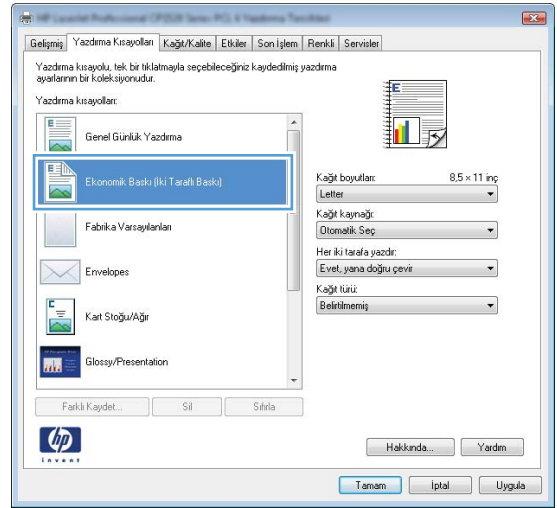 Gelişmiş Yazdırma Kısayolları Kağıt/Kalite Etkiler Son İşlem Renkli Servisler
Yazdırma kısayolu, tek bir tıklatmayla seçebileceğiniz kaydedilmiş yazdırma
ayarlarının bir koleksiyonudur.
Yazdırma kısayolları:
Genel Günlük Yazdırma
Ekonomik Baskı (İki Taraflı Baskı)
Fabrika Varsayılanları
Envelopes
Kart Stoğu/Ağır
Glossy/Presentation
Farklı Kaydet... Sil Sıfırla
Kağıt boyutları: 8,5 × 11 inç
Letter
Kağıt kaynağı:
Otomatik Seç
Her iki tarafa yazdır:
Evet, yana doğru çevir
Kağıt türü:
Belirtilmemiş
hp
invent
Hakkında... Yardım
Tamam İptal Uygula